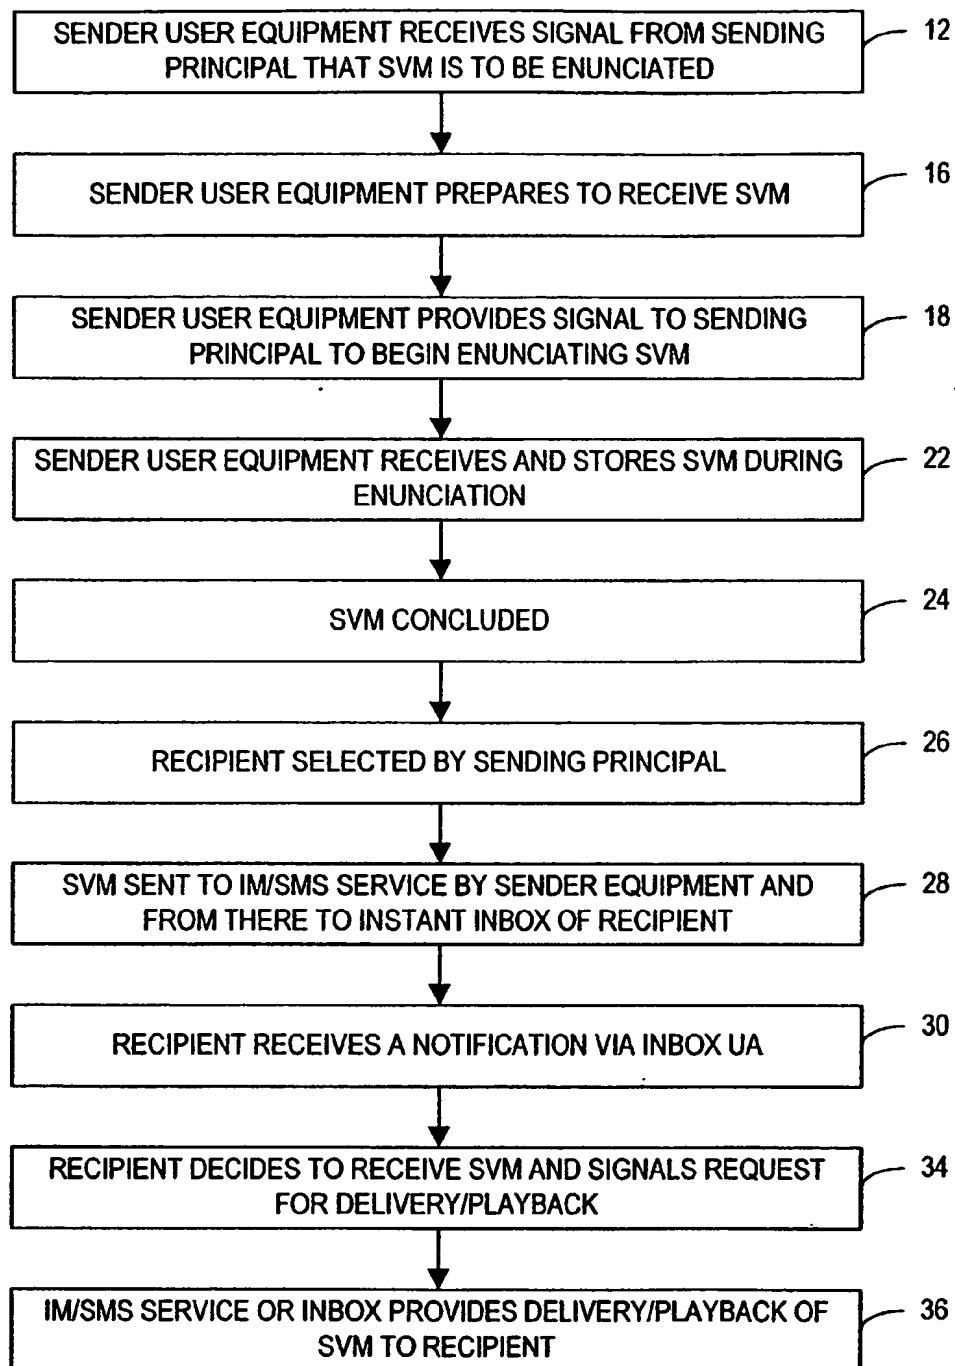 SENDER USER EQUIPMENT RECEIVES SIGNAL FROM SENDING
PRINCIPAL THAT SVM IS TO BE ENUNCIATED
12
SENDER USER EQUIPMENT PREPARES TO RECEIVE SVM
16
SENDER USER EQUIPMENT PROVIDES SIGNAL TO SENDING
PRINCIPAL TO BEGIN ENUNCIATING SVM
18
SENDER USER EQUIPMENT RECEIVES AND STORES SVM DURING
ENUNCIATION
22
SVM CONCLUDED
24
RECIPIENT SELECTED BY SENDING PRINCIPAL
26
SVM SENT TO IM/SMS SERVICE BY SENDER EQUIPMENT AND
FROM THERE TO INSTANT INBOX OF RECIPIENT
28
RECIPIENT RECEIVES A NOTIFICATION VIA INBOX UA
30
RECIPIENT DECIDES TO RECEIVE SVM AND SIGNALS REQUEST
FOR DELIVERY/PLAYBACK
34
IM/SMS SERVICE OR INBOX PROVIDES DELIVERY/PLAYBACK OF
SVM TO RECIPIENT
36